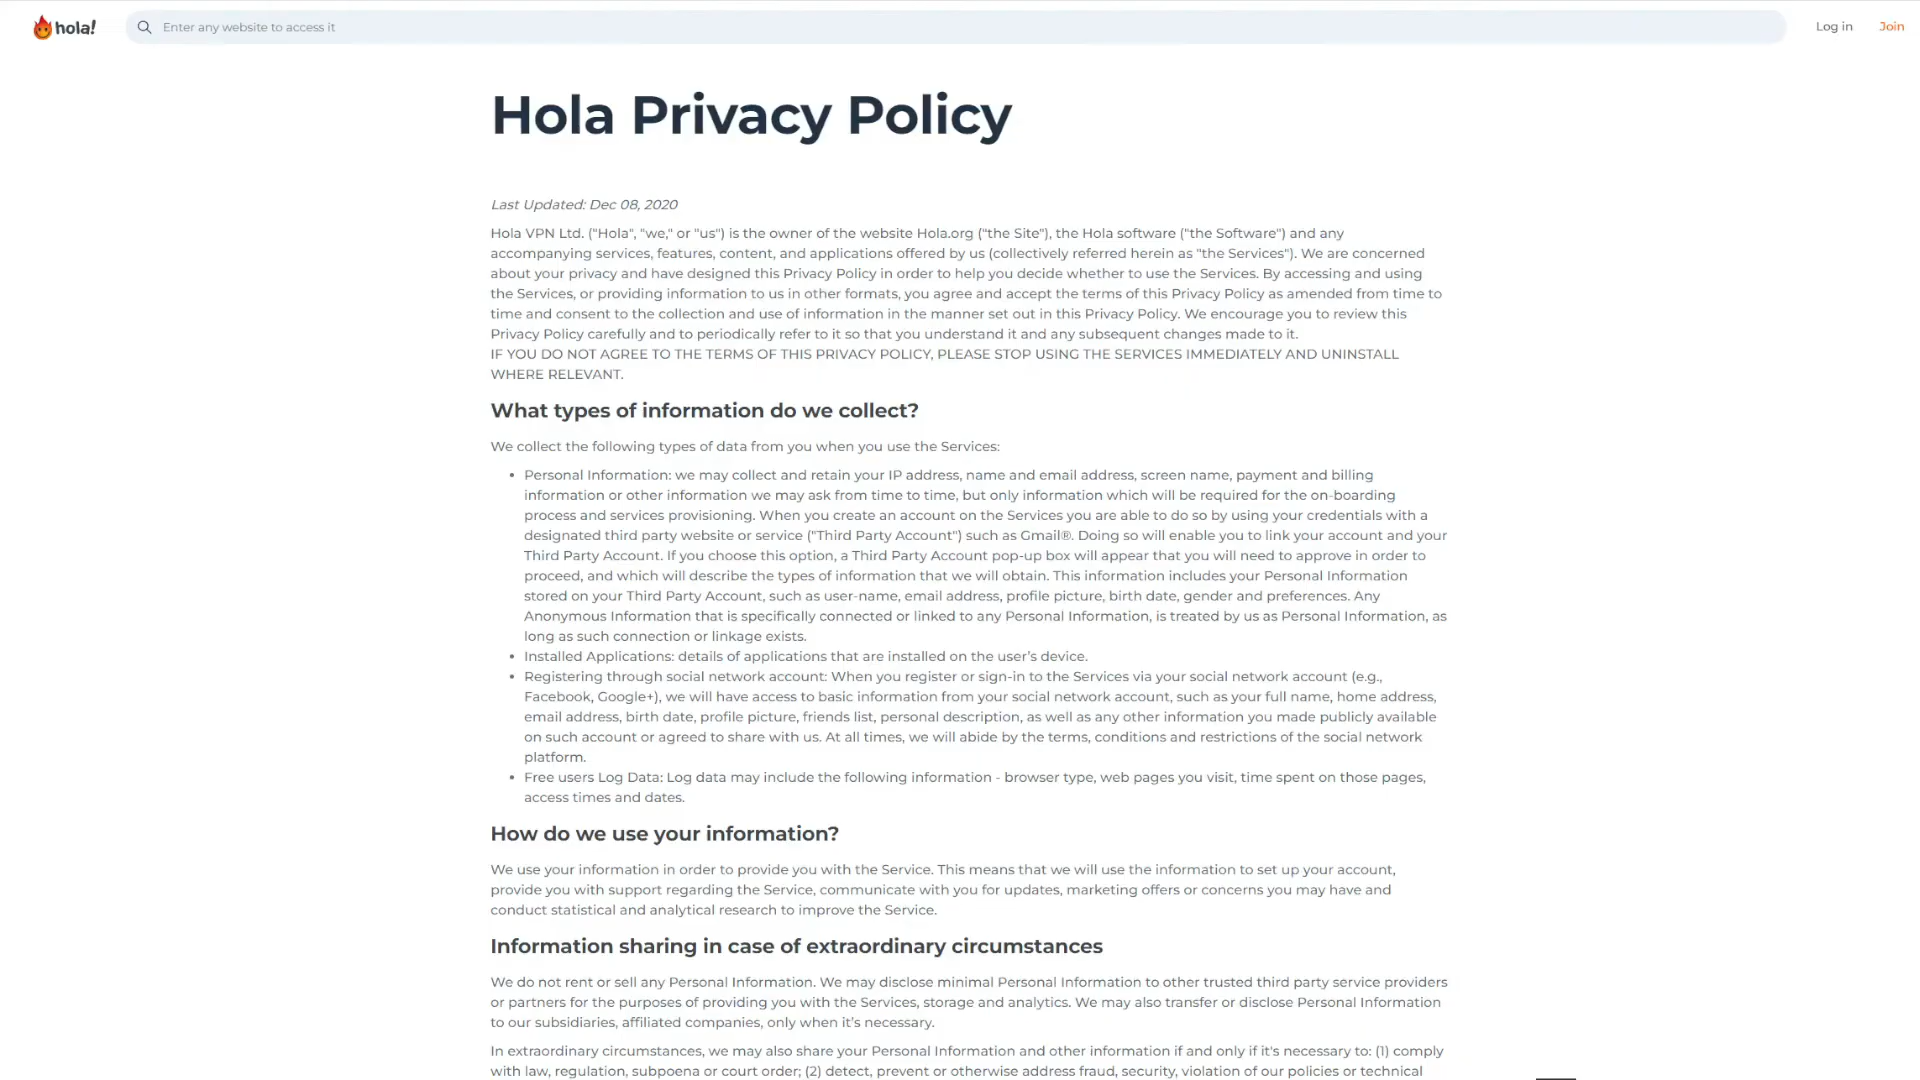 hola!
Enter any website to access it
Log in
Join
Hola Privacy Policy
Last Updated: Dec 08, 2020
Hola VPN Ltd. ("Hola", "we," or "us") is the owner of the website Hola.org ("the Site"), the Hola software ("the Software") and any
accompanying services, features, content, and applications offered by us (collectively referred herein as "the Services"). We are concerned
about your privacy and have designed this Privacy Policy in order to help you decide whether to use the Services. By accessing and using
the Services, or providing information to us in other formats, you agree and accept the terms of this Privacy Policy as amended from time to
time and consent to the collection and use of information in the manner set out in this Privacy Policy. We encourage you to review this
Privacy Policy carefully and to periodically refer to it so that you understand it and any subsequent changes made to it.
IF YOU DO NOT AGREE TO THE TERMS OF THIS PRIVACY POLICY, PLEASE STOP USING THE SERVICES IMMEDIATELY AND UNINSTALL
WHERE RELEVANT.
What types of information do we collect?
We collect the following types of data from you when you use the Services:
• Personal Information: we may collect and retain your IP address, name and email address, screen name, payment and billing
information or other information we may ask from time to time, but only information which will be required for the on-boarding
process and services provisioning. When you create an account on the Services you are able to do so by using your credentials with a
designated third party website or service ("Third Party Account") such as Gmail®. Doing so will enable you to link your account and your
Third Party Account. If you choose this option, a Third Party Account pop-up box will appear that you will need to approve in order to
proceed, and which will describe the types of information that we will obtain. This information includes your Personal Information
stored on your Third Party Account, such as user-name, email address, profile picture, birth date, gender and preferences. Any
Anonymous Information that is specifically connected or linked to any Personal Information, is treated by us as Personal Information, as
long as such connection or linkage exists.
• Installed Applications: details of applications that are installed on the user's device.
• Registering through social network account: When you register or sign-in to the Services via your social network account (e.g.,
Facebook, Google+), we will have access to basic information from your social network account, such as your full name, home address,
email address, birth date, profile picture, friends list, personal description, as well as any other information you made publicly available
on such account or agreed to share with us. At all times, we will abide by the terms, conditions and restrictions of the social network
platform.
• Free users Log Data: Log data may include the following information - browser type, web pages you visit, time spent on those pages,
access times and dates.
How do we use your information?
We use your information in order to provide you with the Service. This means that we will use the information to set up your account,
provide you with support regarding the Service, communicate with you for updates, marketing offers or concerns you may have and
conduct statistical and analytical research to improve the Service.
Information sharing in case of extraordinary circumstances
We do not rent or sell any Personal Information. We may disclose minimal Personal Information to other trusted third party service providers
or partners for the purposes of providing you with the Services, storage and analytics. We may also transfer or disclose Personal Information
to our subsidiaries, affiliated companies, only when it's necessary.
In extraordinary circumstances, we may also share your Personal Information and other information if and only if it's necessary to: (1) comply
with law, regulation, subpoena or court order; (2) detect, prevent or otherwise address fraud, security, violation of our policies or technical